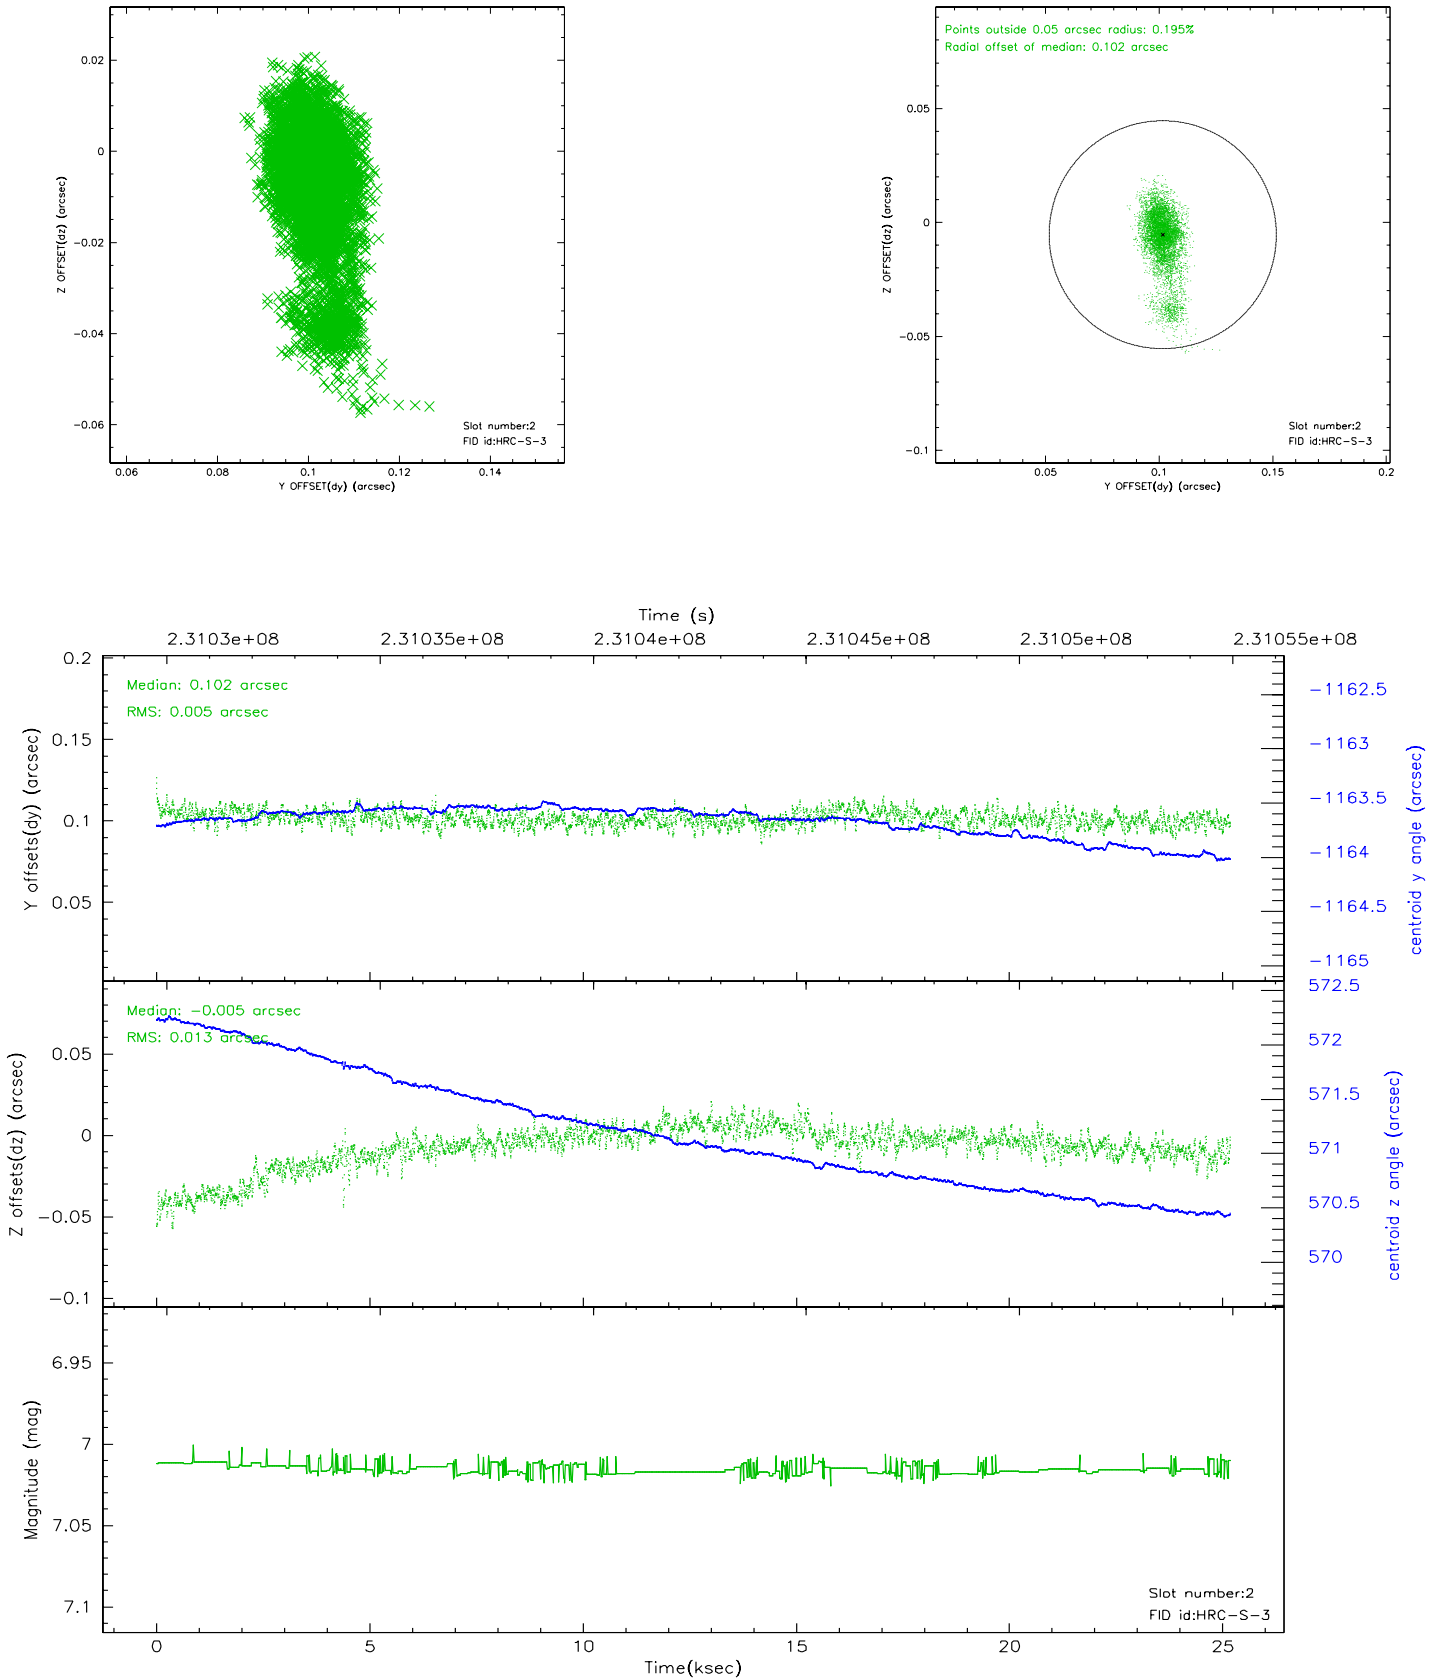 0.02
0
-0.02
-0.04
-0.06
Z OFFSET(dz) (arcsec)
0.06
0.08
0.1
0.12
0.14
Y OFFSET(dy) (arcsec)
Slot number:2
FID id:HRC-S-3
Points outside 0.05 arcsec radius: 0.195%
Radial offset of median: 0.102 arcsec
0.05
0
-0.05
-0.1
Z OFFSET(dz) (arcsec)
0.05
0.1
0.15
0.2
Y OFFSET(dy) (arcsec)
Slot number:2
FID id:HRC-S-3
Time (s)
2.3103e+08
2.31035e+08
2.3104e+08
2.31045e+08
2.3105e+08
2.31055e+08
Median: 0.102 arcsec
RMS: 0.005 arcsec
0.2
0.15
0.1
0.05
Y offsets(dy) (arcsec)
-1162.5
-1163
-1163.5
-1164
-1164.5
-1165
centroid y angle (arcsec)
Median: -0.005 arcsec
RMS: 0.013 arcsec
0.05
0
-0.05
-0.1
Z offsets(dz) (arcsec)
572.5
572
571.5
571
570.5
570
centroid z angle (arcsec)
6.95
7
7.05
7.1
Magnitude (mag)
Slot number:2
FID id:HRC-S-3
0
5
10
15
20
25
Time(ksec)